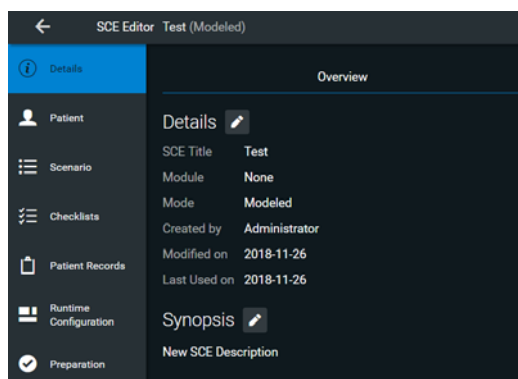 SCE Editor Test (Modeled)
Details
Patient
Scenario
Checklists
Patient Records
Runtime
Configuration
Preparation
Overview
Details
SCE Title Test
Module None
Mode Modeled
Created by Administrator
Modified on 2018-11-26
Last Used on 2018-11-26
Synopsis
New SCE Description